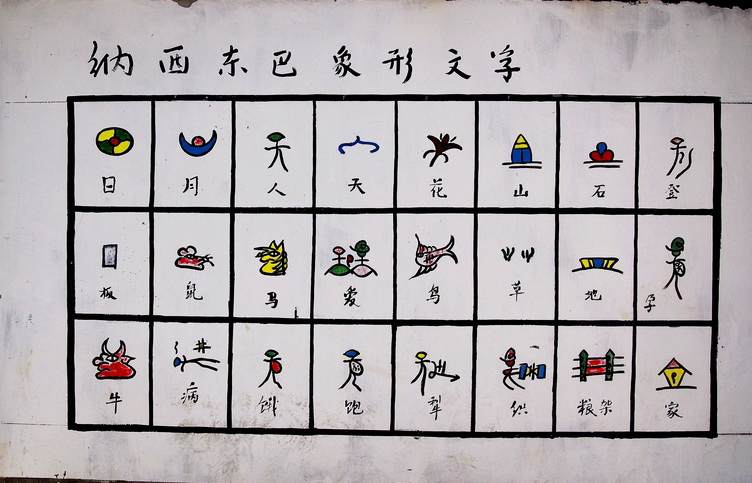 纳西东巴象形文字
日 月 人 天 花 山 石 登
板 鼠 马 爱 鸟 草 地 孕
牛 病 饿 饱 犁 织 粮架 家